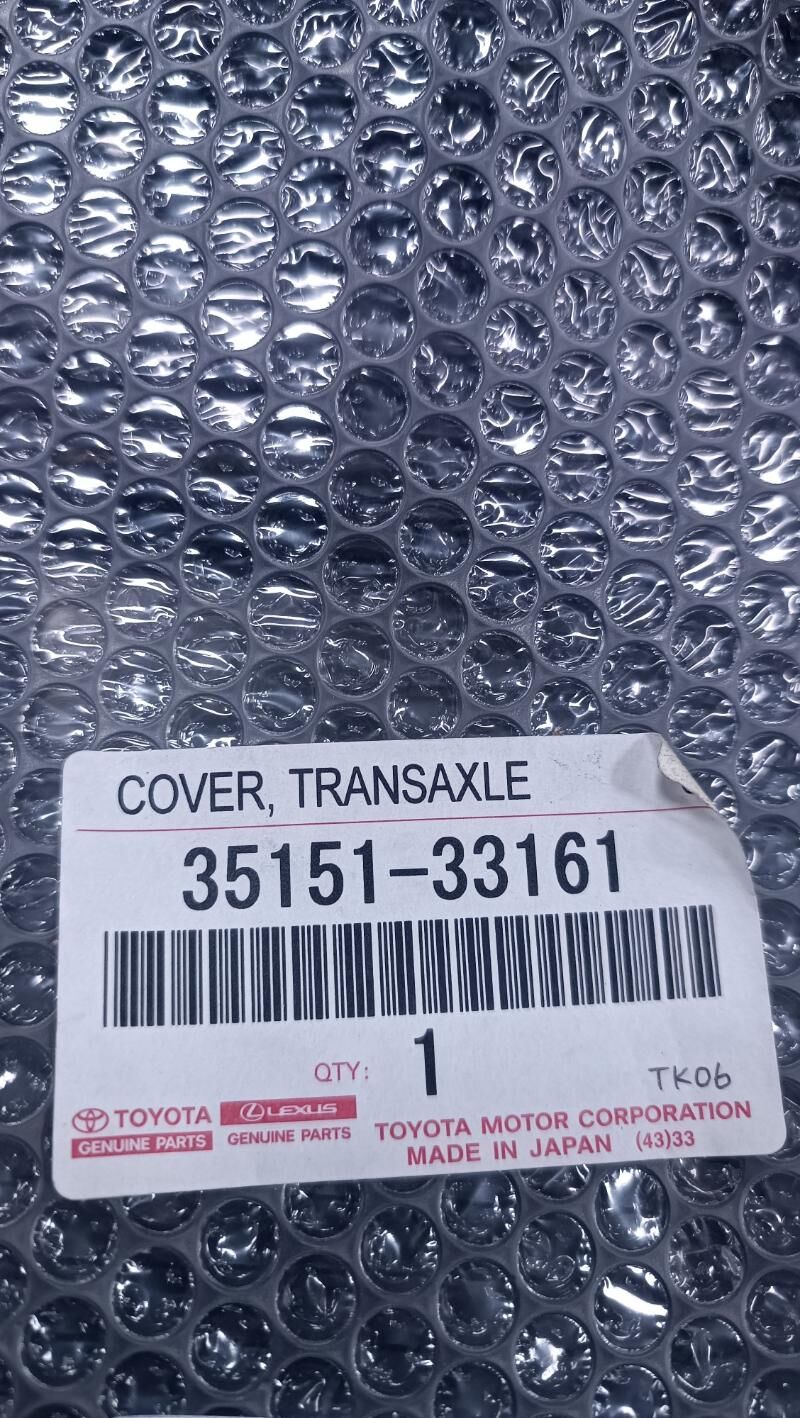 COVER, TRANSAXLE
35151-33161
QTY: 1
TK06
TOYOTA
GENUINE PARTS
LEXUS
GENUINE PARTS
TOYOTA MOTOR CORPORATION
MADE IN JAPAN (43)33